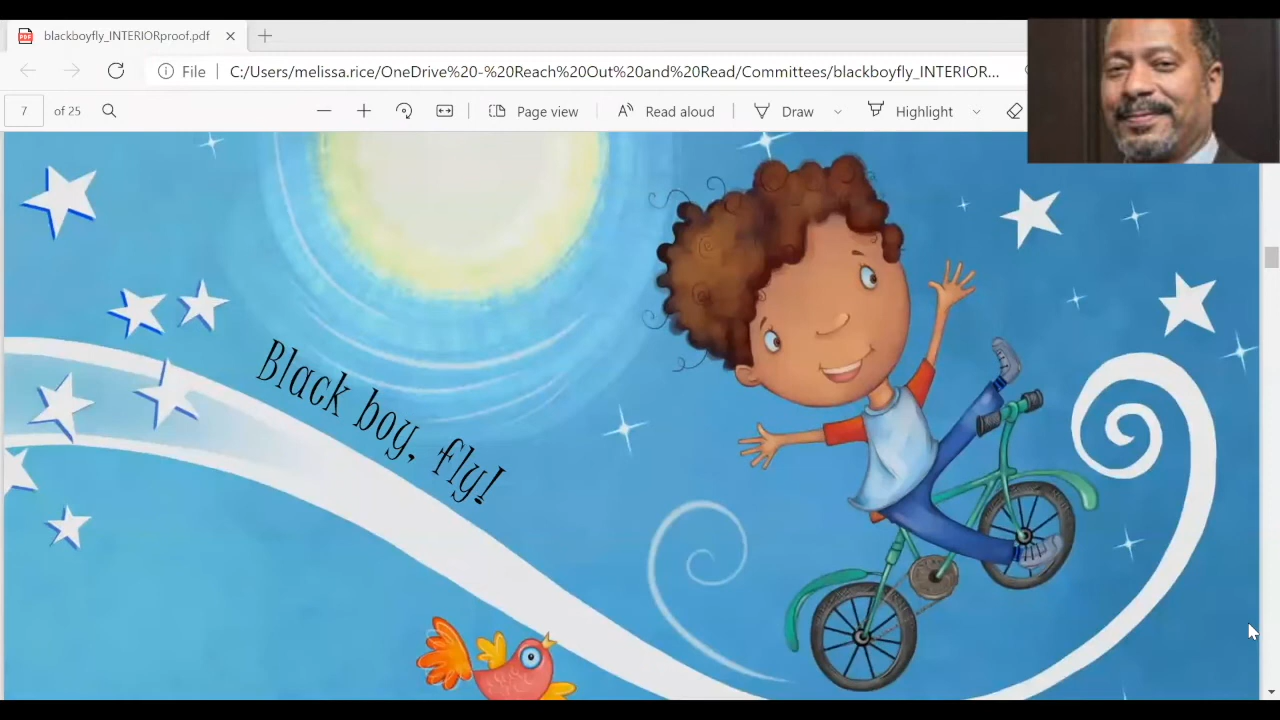 blackboyfly_INTERIORproof.pdf
File C:/Users/melissa.rice/OneDrive%20-%20Reach%20Out%20and%20Read/Committees/blackboyfly_INTERIOR...
7 of 25 Page view Read aloud Draw Highlight
Black boy, fly!